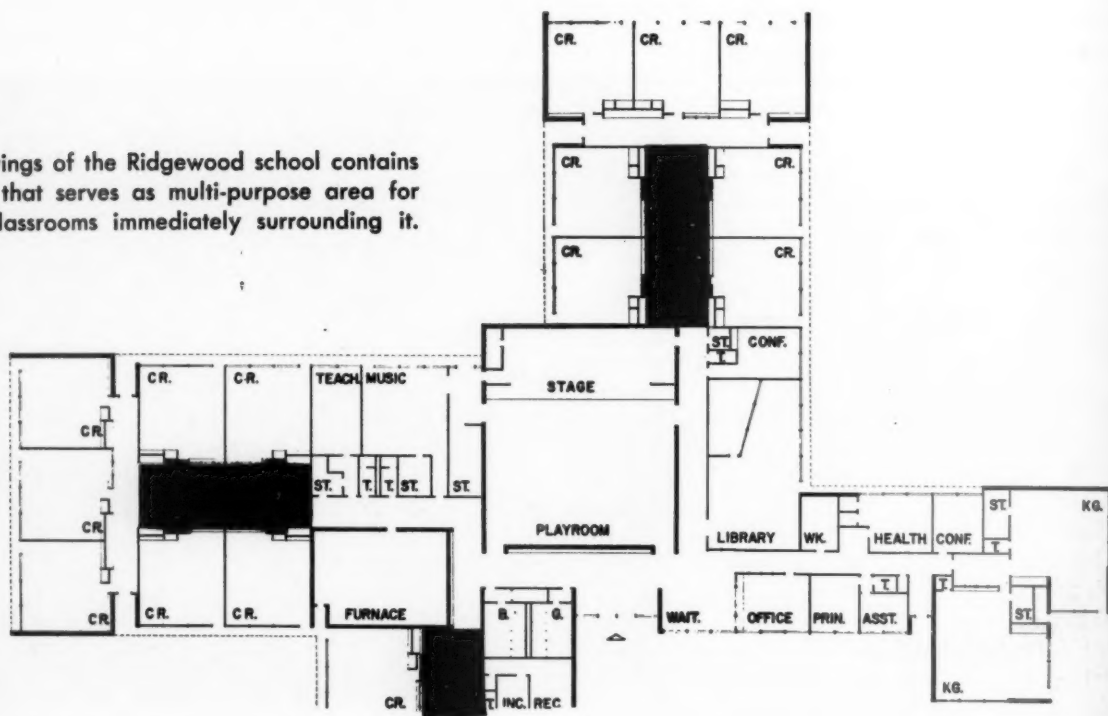 CR. CR. CR.
ings of the Ridgewood school contains
that serves as multi-purpose area for
lassrooms immediately surrounding it.
CR. CR.
CR. CR.
ST. CONF.
T.
CR. CR. TEACH. MUSIC
STAGE
CR.
ST. T. T. ST. ST.
PLAYROOM
LIBRARY WK. HEALTH CONF. ST. KG.
T.
CR.
CR. CR. CR. FURNACE
B. G. WAIT. OFFICE PRIN. ASST. T. T. ST.
CR. T. INC. REC. KG.